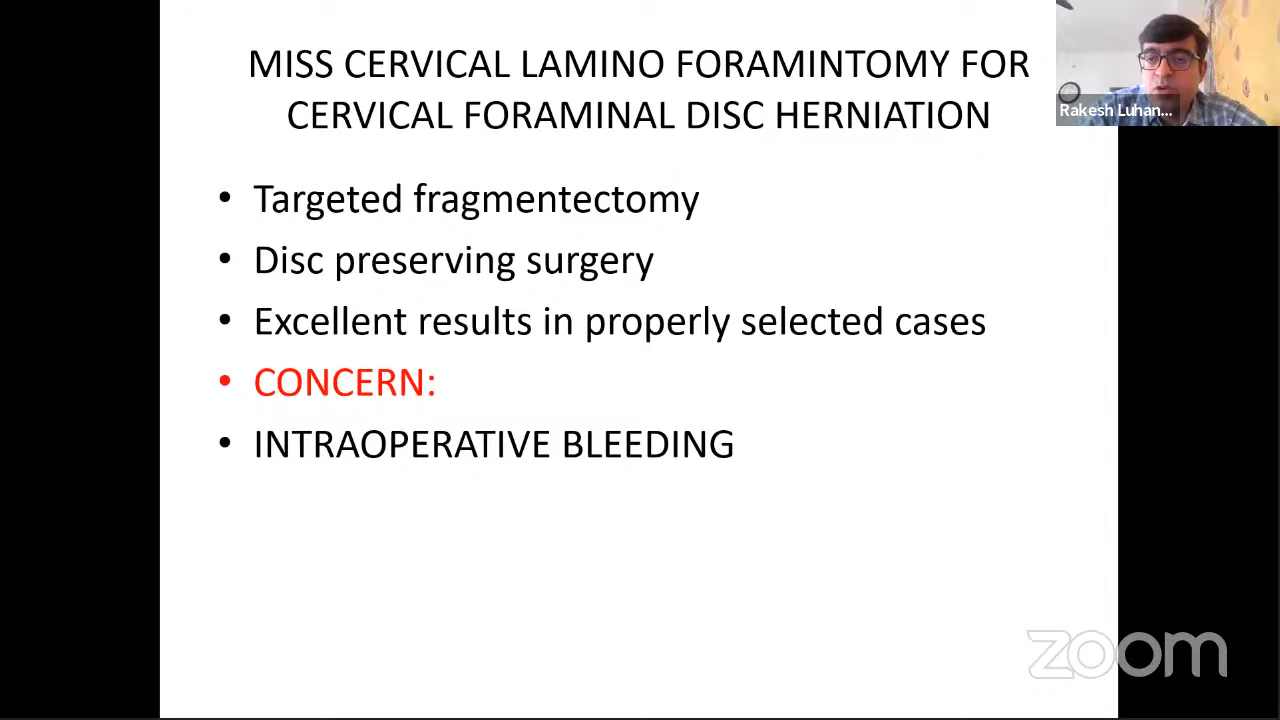 MISS CERVICAL LAMINO FORAMINTOMY FOR
CERVICAL FORAMINAL DISC HERNIATION
• Targeted fragmentectomy
• Disc preserving surgery
• Excellent results in properly selected cases
• CONCERN:
• INTRAOPERATIVE BLEEDING
Rakesh Luhan...
zoom